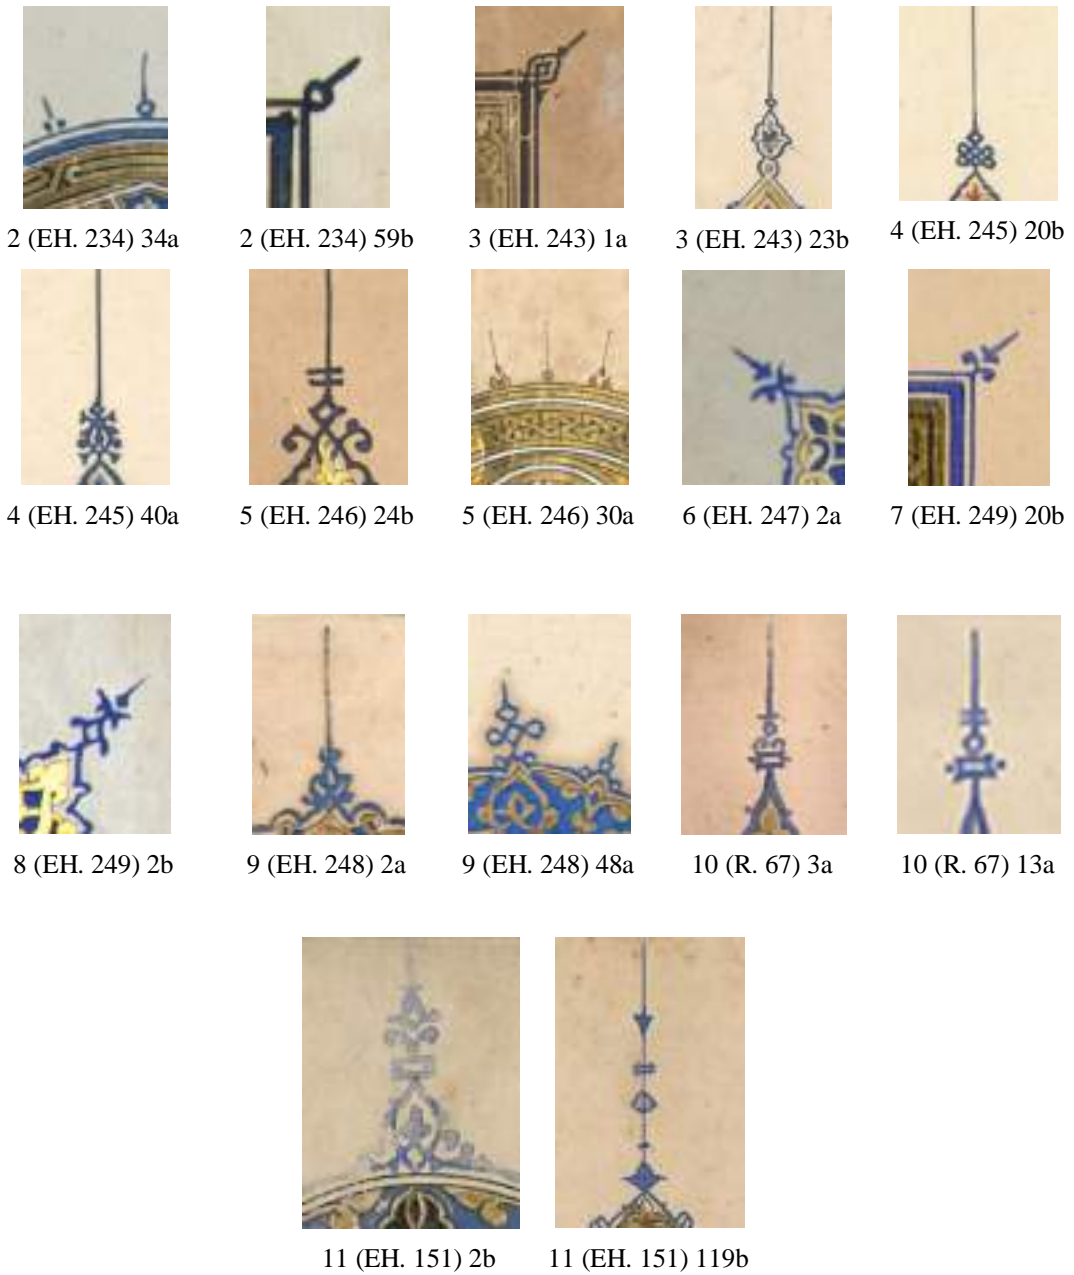 2 (EH. 234) 34a
2 (EH. 234) 59b
3 (EH. 243) 1a
3 (EH. 243) 23b
4 (EH. 245) 20b
4 (EH. 245) 40a
5 (EH. 246) 24b
5 (EH. 246) 30a
6 (EH. 247) 2a
7 (EH. 249) 20b
8 (EH. 249) 2b
9 (EH. 248) 2a
9 (EH. 248) 48a
10 (R. 67) 3a
10 (R. 67) 13a
11 (EH. 151) 2b
11 (EH. 151) 119b